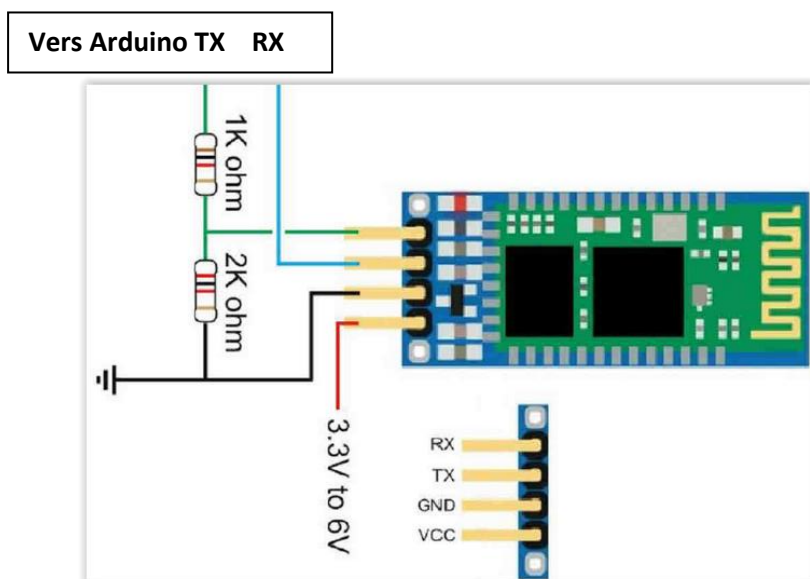 Vers Arduino TX RX
1K ohm
2K ohm
3.3V to 6V
RX
TX
GND
VCC